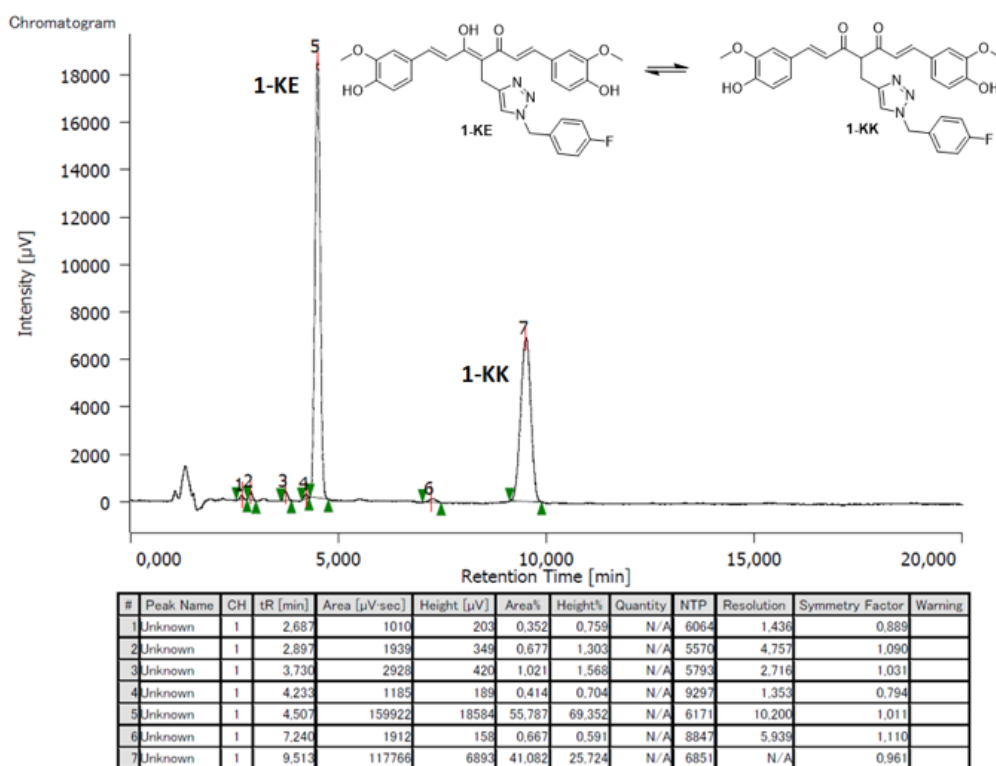 Chromatogram
Intensity [µV]
18000
16000
14000
12000
10000
8000
6000
4000
2000
0
1-KE
5
OH
O
O
O
HO
OH
N
N
N
F
1-KE
O
O
O
O
HO
OH
N
N
N
F
1-KK
1-KK
7
1
2
3
4
6
0,000 5,000 10,000 15,000 20,000
Retention Time [min]
# Peak Name CH tR [min] Area [µV·sec] Height [µV] Area% Height% Quantity NTP Resolution Symmetry Factor Warning
1 Unknown 1 2,687 1010 203 0,352 0,759 N/A 6064 1,436 0,889
2 Unknown 1 2,897 1939 349 0,677 1,303 N/A 5570 4,757 1,090
3 Unknown 1 3,730 2928 420 1,021 1,568 N/A 5793 2,716 1,031
4 Unknown 1 4,233 1185 189 0,414 0,704 N/A 9297 1,353 0,794
5 Unknown 1 4,507 159922 18584 55,787 69,352 N/A 6171 10,200 1,011
6 Unknown 1 7,240 1912 158 0,667 0,591 N/A 8847 5,939 1,110
7 Unknown 1 9,513 117766 6893 41,082 25,724 N/A 6851 N/A 0,961